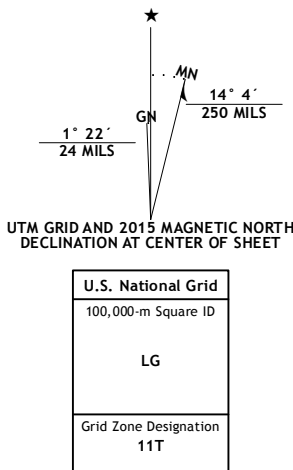 MN
14° 4´
250 MILS
GN
1° 22´
24 MILS
UTM GRID AND 2015 MAGNETIC NORTH
DECLINATION AT CENTER OF SHEET
U.S. National Grid
100,000-m Square ID
LG
Grid Zone Designation
11T